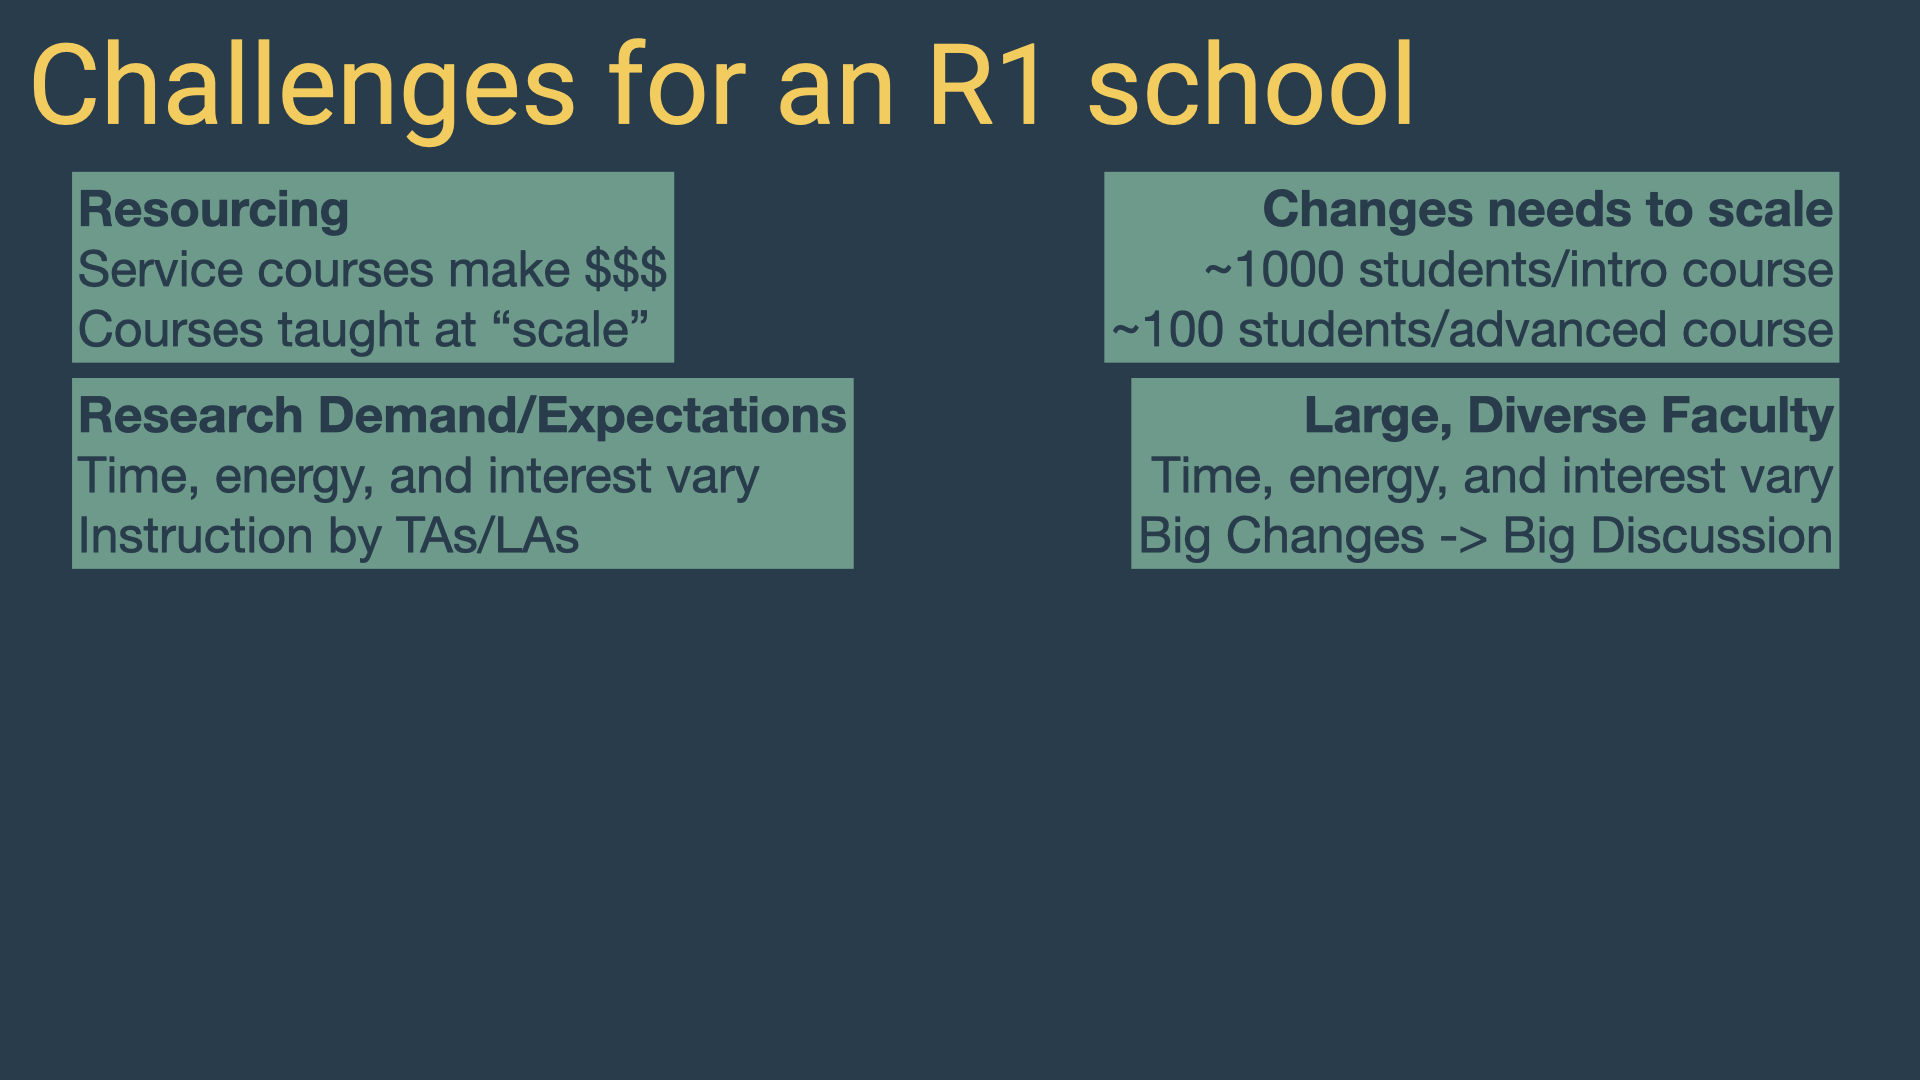 Challenges for an R1 school
Resourcing
Service courses make $$$
Courses taught at “scale”
Changes needs to scale
~1000 students/intro course
~100 students/advanced course
Research Demand/Expectations
Time, energy, and interest vary
Instruction by TAs/LAs
Large, Diverse Faculty
Time, energy, and interest vary
Big Changes -> Big Discussion